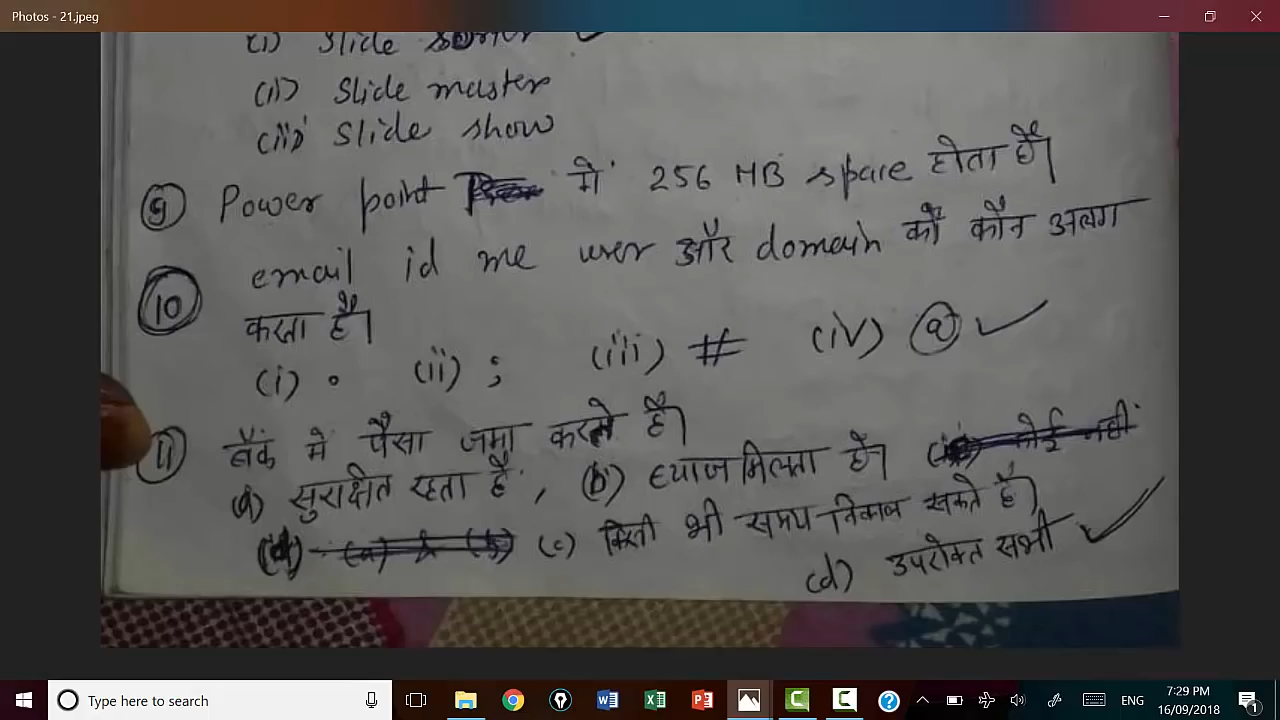 Photos - 21.jpeg
(i) Slide
(ii) Slide master
(iii) Slide show
9 Power point में 256 MB space होता है।
10 email id me user और domain को कौन अलग
करता है।
(i) . (ii) ; (iii) # (iv) @ ✓
11 बैंक में पैसा जमा करते है।
(a) सुरक्षित रहता है , (b) ब्याज मिलता है। कोई नहीं
(d) (a) & (b) (c) किसी भी समय निकाल सकते है।
(d) उपरोक्त सभी ✓
Type here to search
ENG
7:29 PM
16/09/2018
1